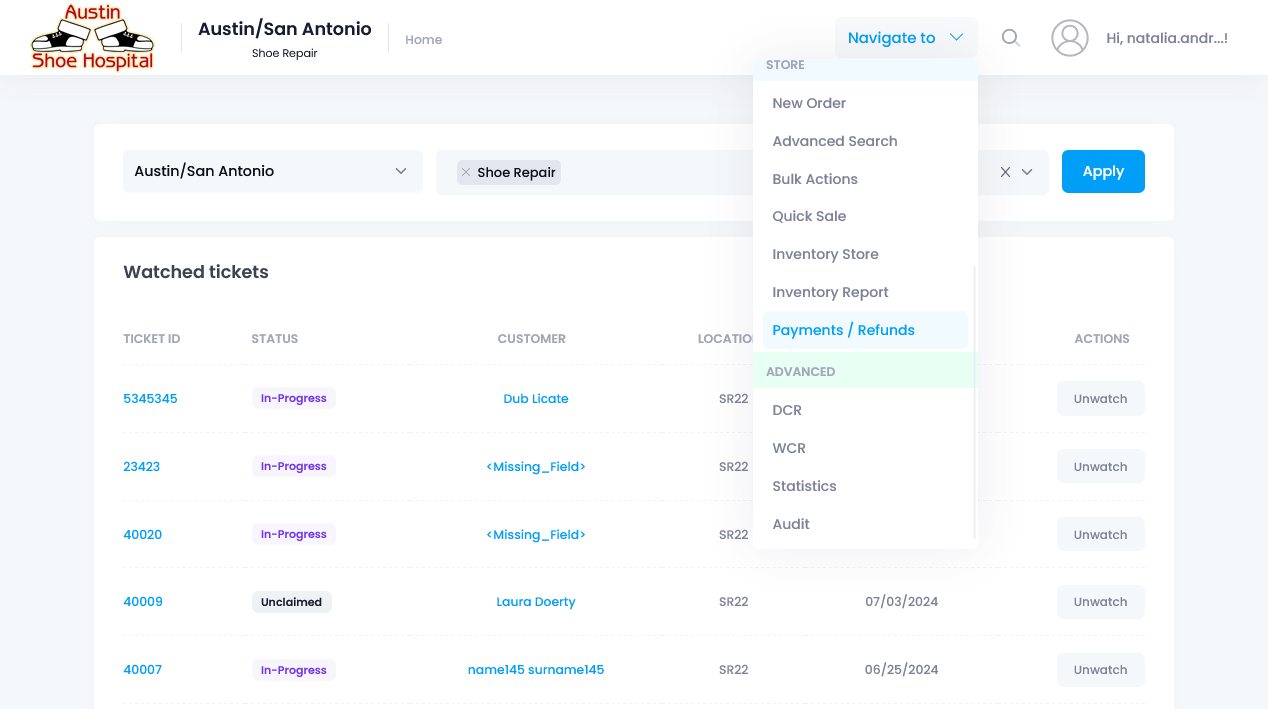 Austin
Shoe Hospital
Austin/San Antonio
Shoe Repair
Home
Navigate to
Hi, natalia.andr...!
STORE
New Order
Advanced Search
Bulk Actions
Quick Sale
Inventory Store
Inventory Report
Payments / Refunds
ADVANCED
DCR
WCR
Statistics
Audit
Austin/San Antonio
Shoe Repair
Apply
Watched tickets
TICKET ID STATUS CUSTOMER ACTIONS
5345345 In-Progress Dub Licate SR22 Unwatch
23423 In-Progress <Missing_Field> SR22 Unwatch
40020 In-Progress <Missing_Field> SR22 Unwatch
40009 Unclaimed Laura Doerty SR22 07/03/2024 Unwatch
40007 In-Progress name145 surname145 SR22 06/25/2024 Unwatch